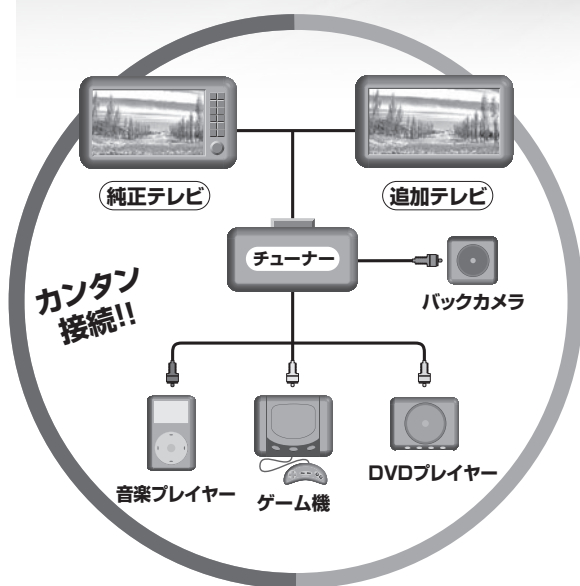 純正テレビ
追加テレビ
チューナー
バックカメラ
カンタン
接続!!
音楽プレイヤー
ゲーム機
DVDプレイヤー